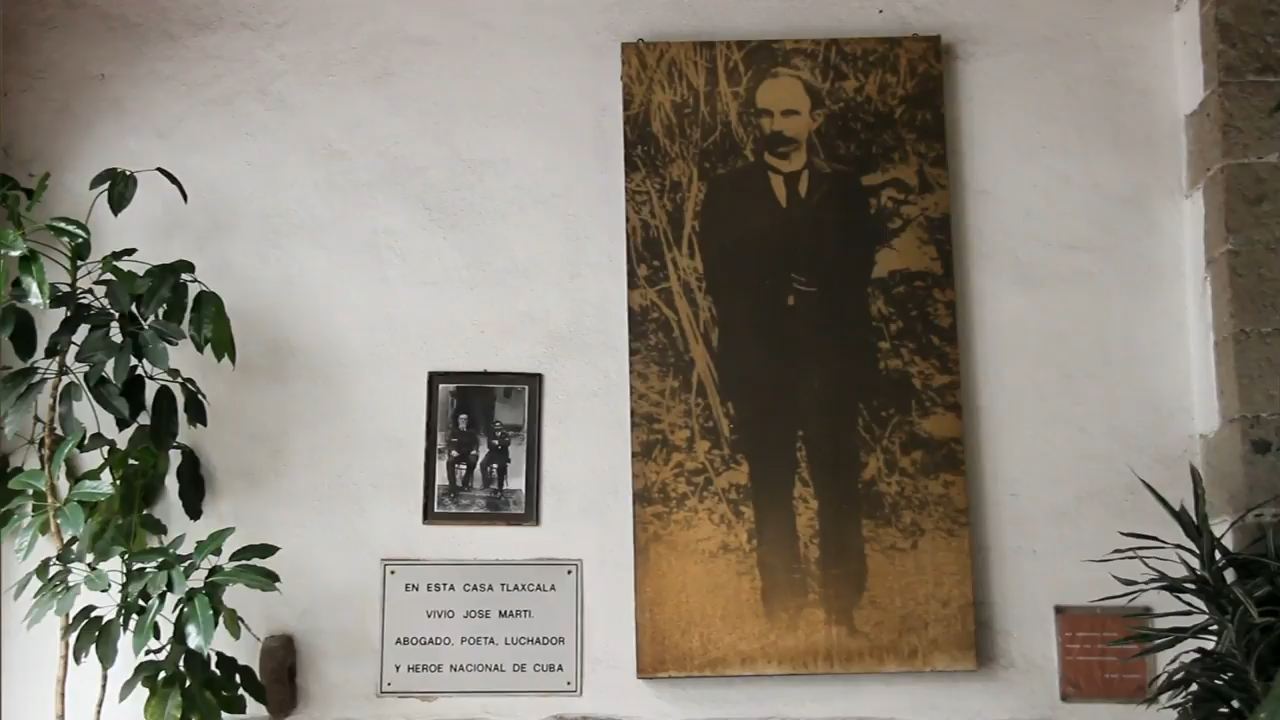 EN ESTA CASA TLAXCALA
VIVIO JOSE MARTI.
ABOGADO, POETA, LUCHADOR
Y HEROE NACIONAL DE CUBA